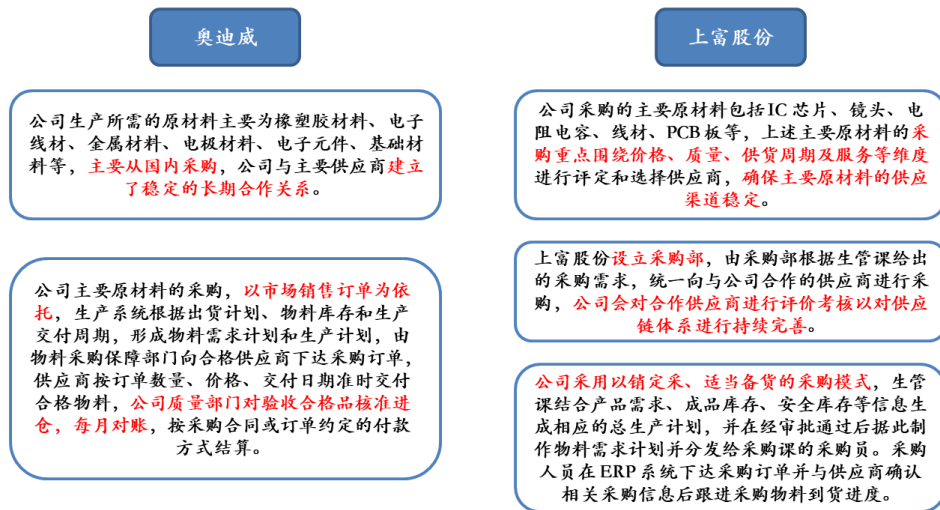 奥迪威
公司生产所需的原材料主要为橡塑胶材料、电子
线材、金属材料、电极材料、电子元件、基础材
料等，主要从国内采购，公司与主要供应商建立
了稳定的长期合作关系。
公司主要原材料的采购，以市场销售订单为依
托，生产系统根据出货计划、物料库存和生产
交付周期，形成物料需求计划和生产计划，由
物料采购保障部门向合格供应商下达采购订单，
供应商按订单数量、价格、交付日期准时交付
合格物料，公司质量部门对验收合格品核准进
仓，每月对账，按采购合同或订单约定的付款
方式结算。
上富股份
公司采购的主要原材料包括IC 芯片、镜头、电
阻电容、线材、PCB 板等，上述主要原材料的采
购重点围绕价格、质量、供货周期及服务等维度
进行评定和选择供应商，确保主要原材料的供应
渠道稳定。
上富股份设立采购部，由采购部根据生管课给出
的采购需求，统一向与公司合作的供应商进行采
购，公司会对合作供应商进行评价考核以对供应
链体系进行持续完善。
公司采用以销定采、适当备货的采购模式，生管
课结合产品需求、成品库存、安全库存等信息生
成相应的总生产计划，并在经审批通过后据此制
作物料需求计划并分发给采购课的采购员。采购
人员在 ERP 系统下达采购订单并与供应商确认
相关采购信息后跟进采购物料到货进度。